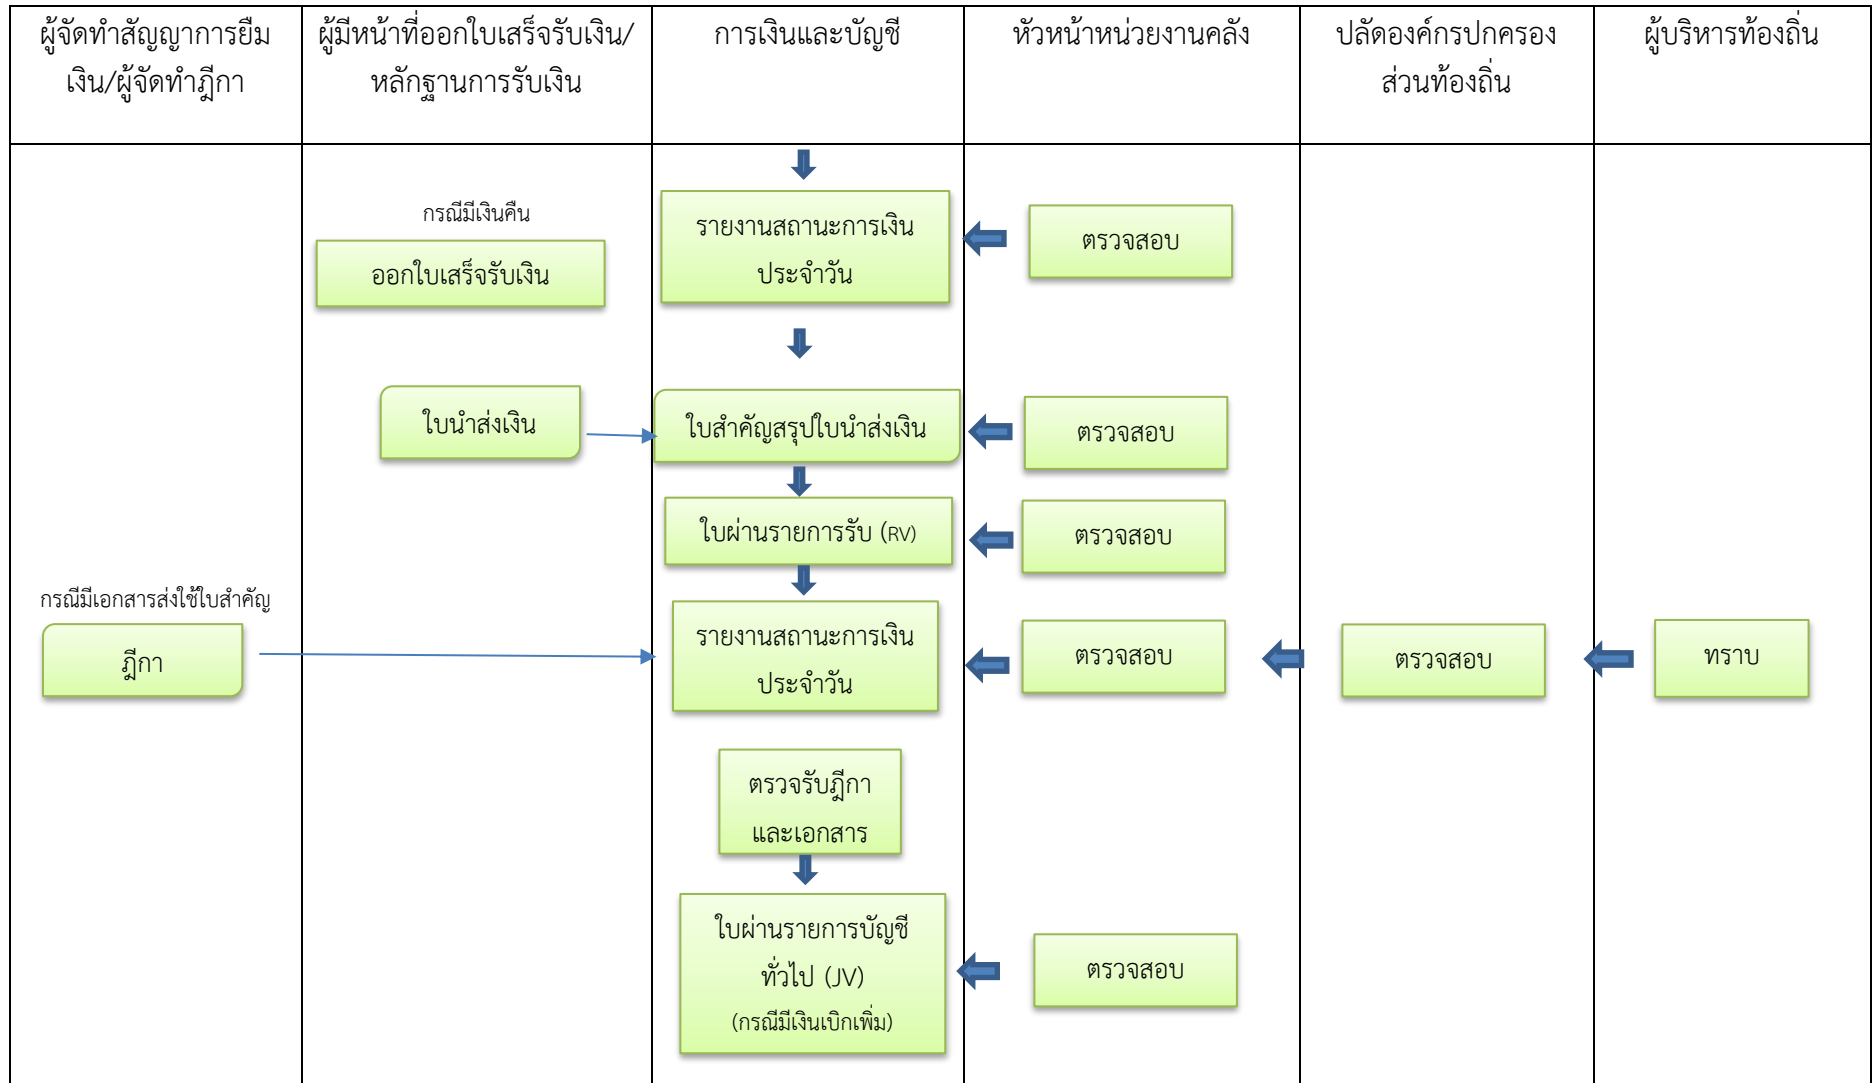 ผู้จัดทำสัญญาการยืม
เงิน/ผู้จัดทำฎีกา
ผู้มีหน้าที่ออกใบเสร็จรับเงิน/
หลักฐานการรับเงิน
การเงินและบัญชี
หัวหน้าหน่วยงานคลัง
ปลัดองค์กรปกครอง
ส่วนท้องถิ่น
ผู้บริหารท้องถิ่น
กรณีมีเงินคืน
ออกใบเสร็จรับเงิน
รายงานสถานะการเงิน
ประจำวัน
ตรวจสอบ
ใบนำส่งเงิน
ใบสำคัญสรุปใบนำส่งเงิน
ตรวจสอบ
ใบผ่านรายการรับ (RV)
ตรวจสอบ
กรณีมีเอกสารส่งใช้ใบสำคัญ
ฎีกา
รายงานสถานะการเงิน
ประจำวัน
ตรวจสอบ
ตรวจสอบ
ทราบ
ตรวจรับฎีกา
และเอกสาร
ใบผ่านรายการบัญชี
ทั่วไป (JV)
(กรณีมีเงินเบิกเพิ่ม)
ตรวจสอบ